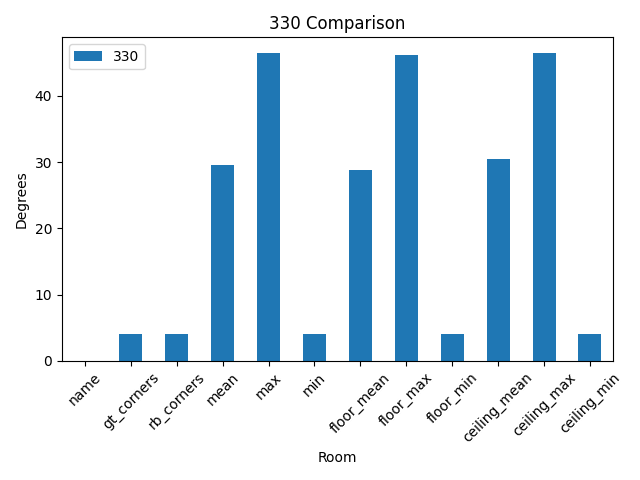 330 Comparison
330
Degrees
40
30
20
10
0
name
gt_corners
rb_corners
mean
max
min
floor_mean
floor_max
floor_min
ceiling_mean
ceiling_max
ceiling_min
Room